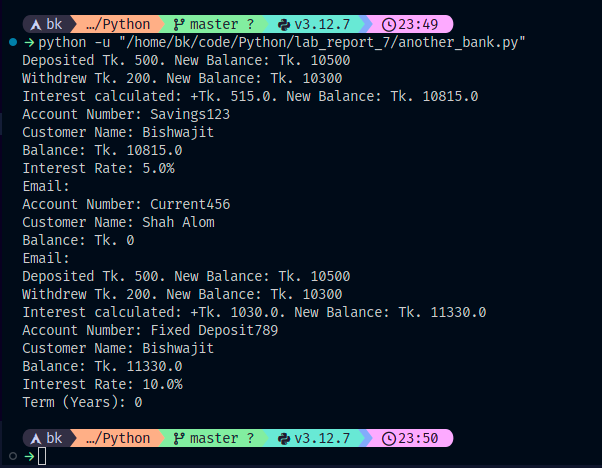 bk …/Python master ? v3.12.7 23:49
→ python -u "/home/bk/code/Python/lab_report_7/another_bank.py"
Deposited Tk. 500. New Balance: Tk. 10500
Withdrew Tk. 200. New Balance: Tk. 10300
Interest calculated: +Tk. 515.0. New Balance: Tk. 10815.0
Account Number: Savings123
Customer Name: Bishwajit
Balance: Tk. 10815.0
Interest Rate: 5.0%
Email:
Account Number: Current456
Customer Name: Shah Alom
Balance: Tk. 0
Email:
Deposited Tk. 500. New Balance: Tk. 10500
Withdrew Tk. 200. New Balance: Tk. 10300
Interest calculated: +Tk. 1030.0. New Balance: Tk. 11330.0
Account Number: Fixed Deposit789
Customer Name: Bishwajit
Balance: Tk. 11330.0
Interest Rate: 10.0%
Term (Years): 0
bk …/Python master ? v3.12.7 23:50
→